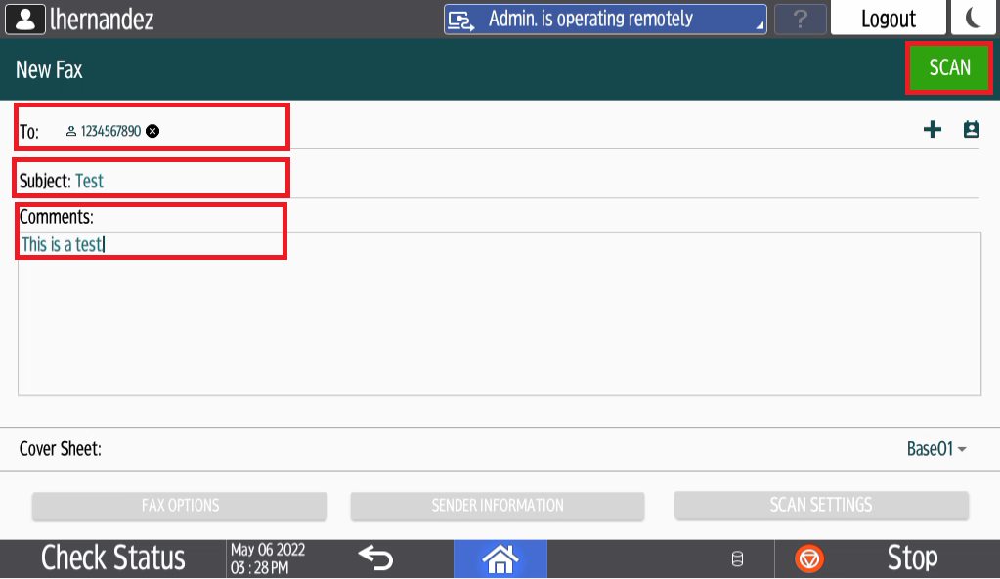 lhernandez
Admin. is operating remotely
?
Logout
New Fax
SCAN
To: 1234567890
Subject: Test
Comments:
This is a test
Cover Sheet:
Base01
FAX OPTIONS
SENDER INFORMATION
SCAN SETTINGS
Check Status
May 06 2022
03 : 28 PM
Stop